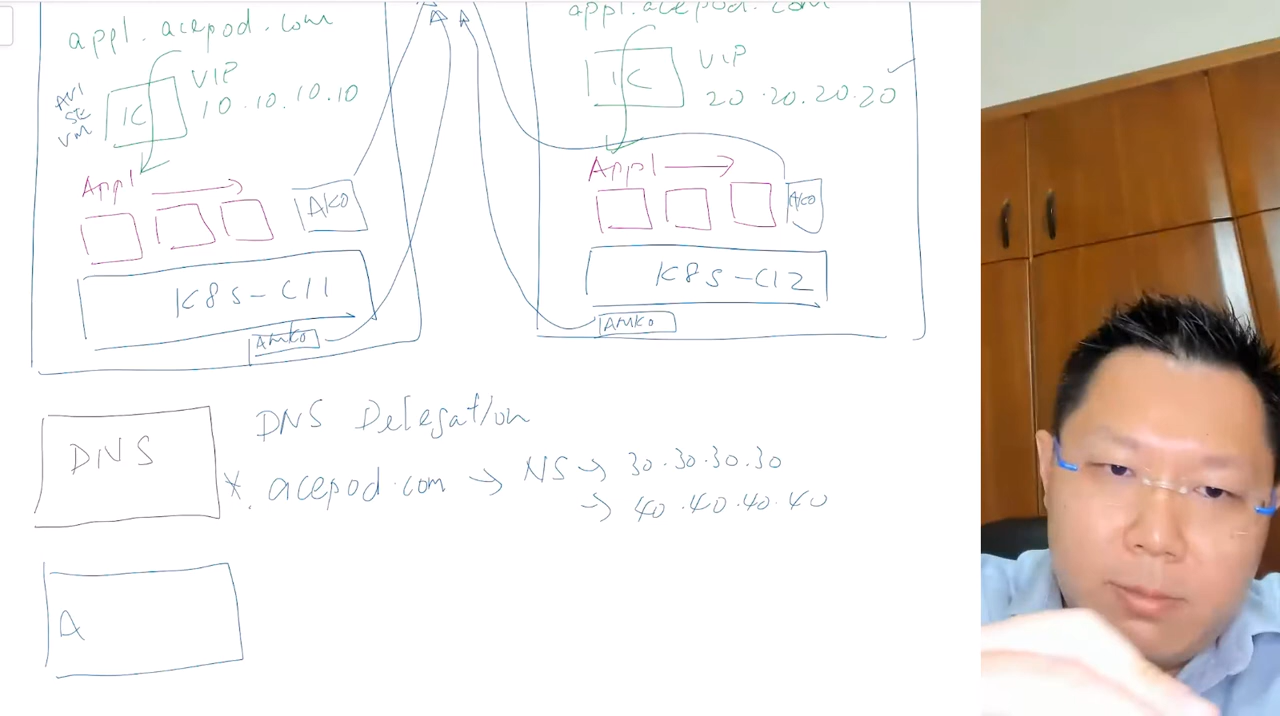 app1.acepod.com
AVI
SE
VM
IC
VIP
10.10.10.10
App1
AKO
K8S-Cl1
AMKO
app1.acepod.com
IC
VIP
20.20.20.20
App1
AKO
K8S-Cl2
AMKO
DNS
DNS Delegation
*.acepod.com → NS → 30.30.30.30
→ 40.40.40.40
A